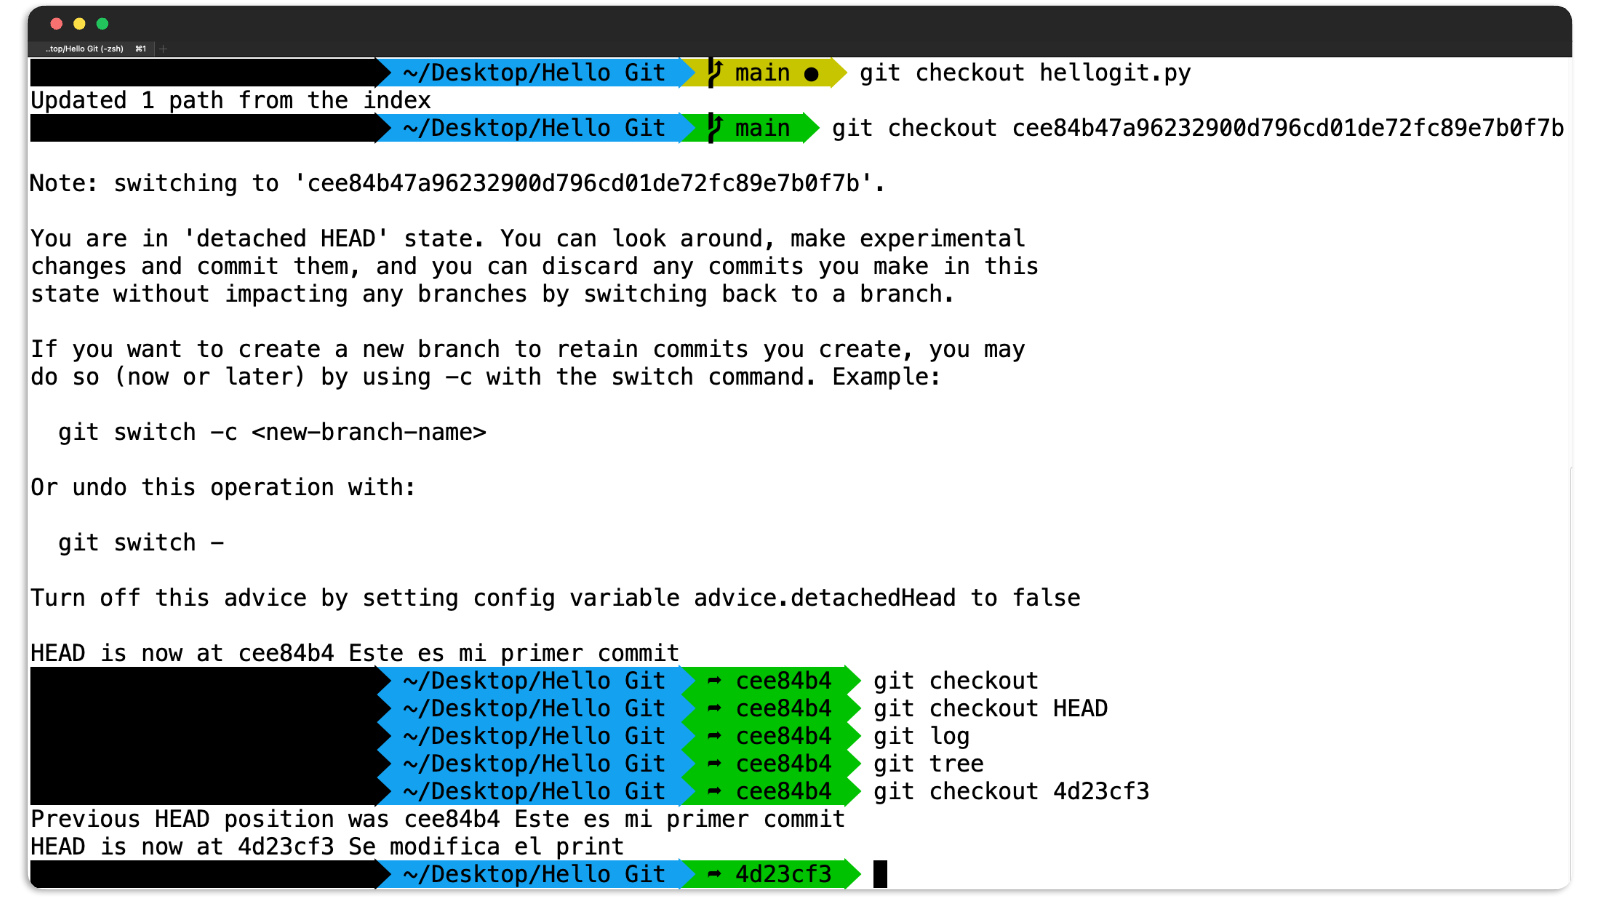 ..top/Hello Git (-zsh) ⌘1 +
~/Desktop/Hello Git main ● git checkout hellogit.py
Updated 1 path from the index
~/Desktop/Hello Git main git checkout cee84b47a96232900d796cd01de72fc89e7b0f7b
Note: switching to 'cee84b47a96232900d796cd01de72fc89e7b0f7b'.
You are in 'detached HEAD' state. You can look around, make experimental
changes and commit them, and you can discard any commits you make in this
state without impacting any branches by switching back to a branch.
If you want to create a new branch to retain commits you create, you may
do so (now or later) by using -c with the switch command. Example:
git switch -c <new-branch-name>
Or undo this operation with:
git switch -
Turn off this advice by setting config variable advice.detachedHead to false
HEAD is now at cee84b4 Este es mi primer commit
~/Desktop/Hello Git ➦ cee84b4 git checkout
~/Desktop/Hello Git ➦ cee84b4 git checkout HEAD
~/Desktop/Hello Git ➦ cee84b4 git log
~/Desktop/Hello Git ➦ cee84b4 git tree
~/Desktop/Hello Git ➦ cee84b4 git checkout 4d23cf3
Previous HEAD position was cee84b4 Este es mi primer commit
HEAD is now at 4d23cf3 Se modifica el print
~/Desktop/Hello Git ➦ 4d23cf3